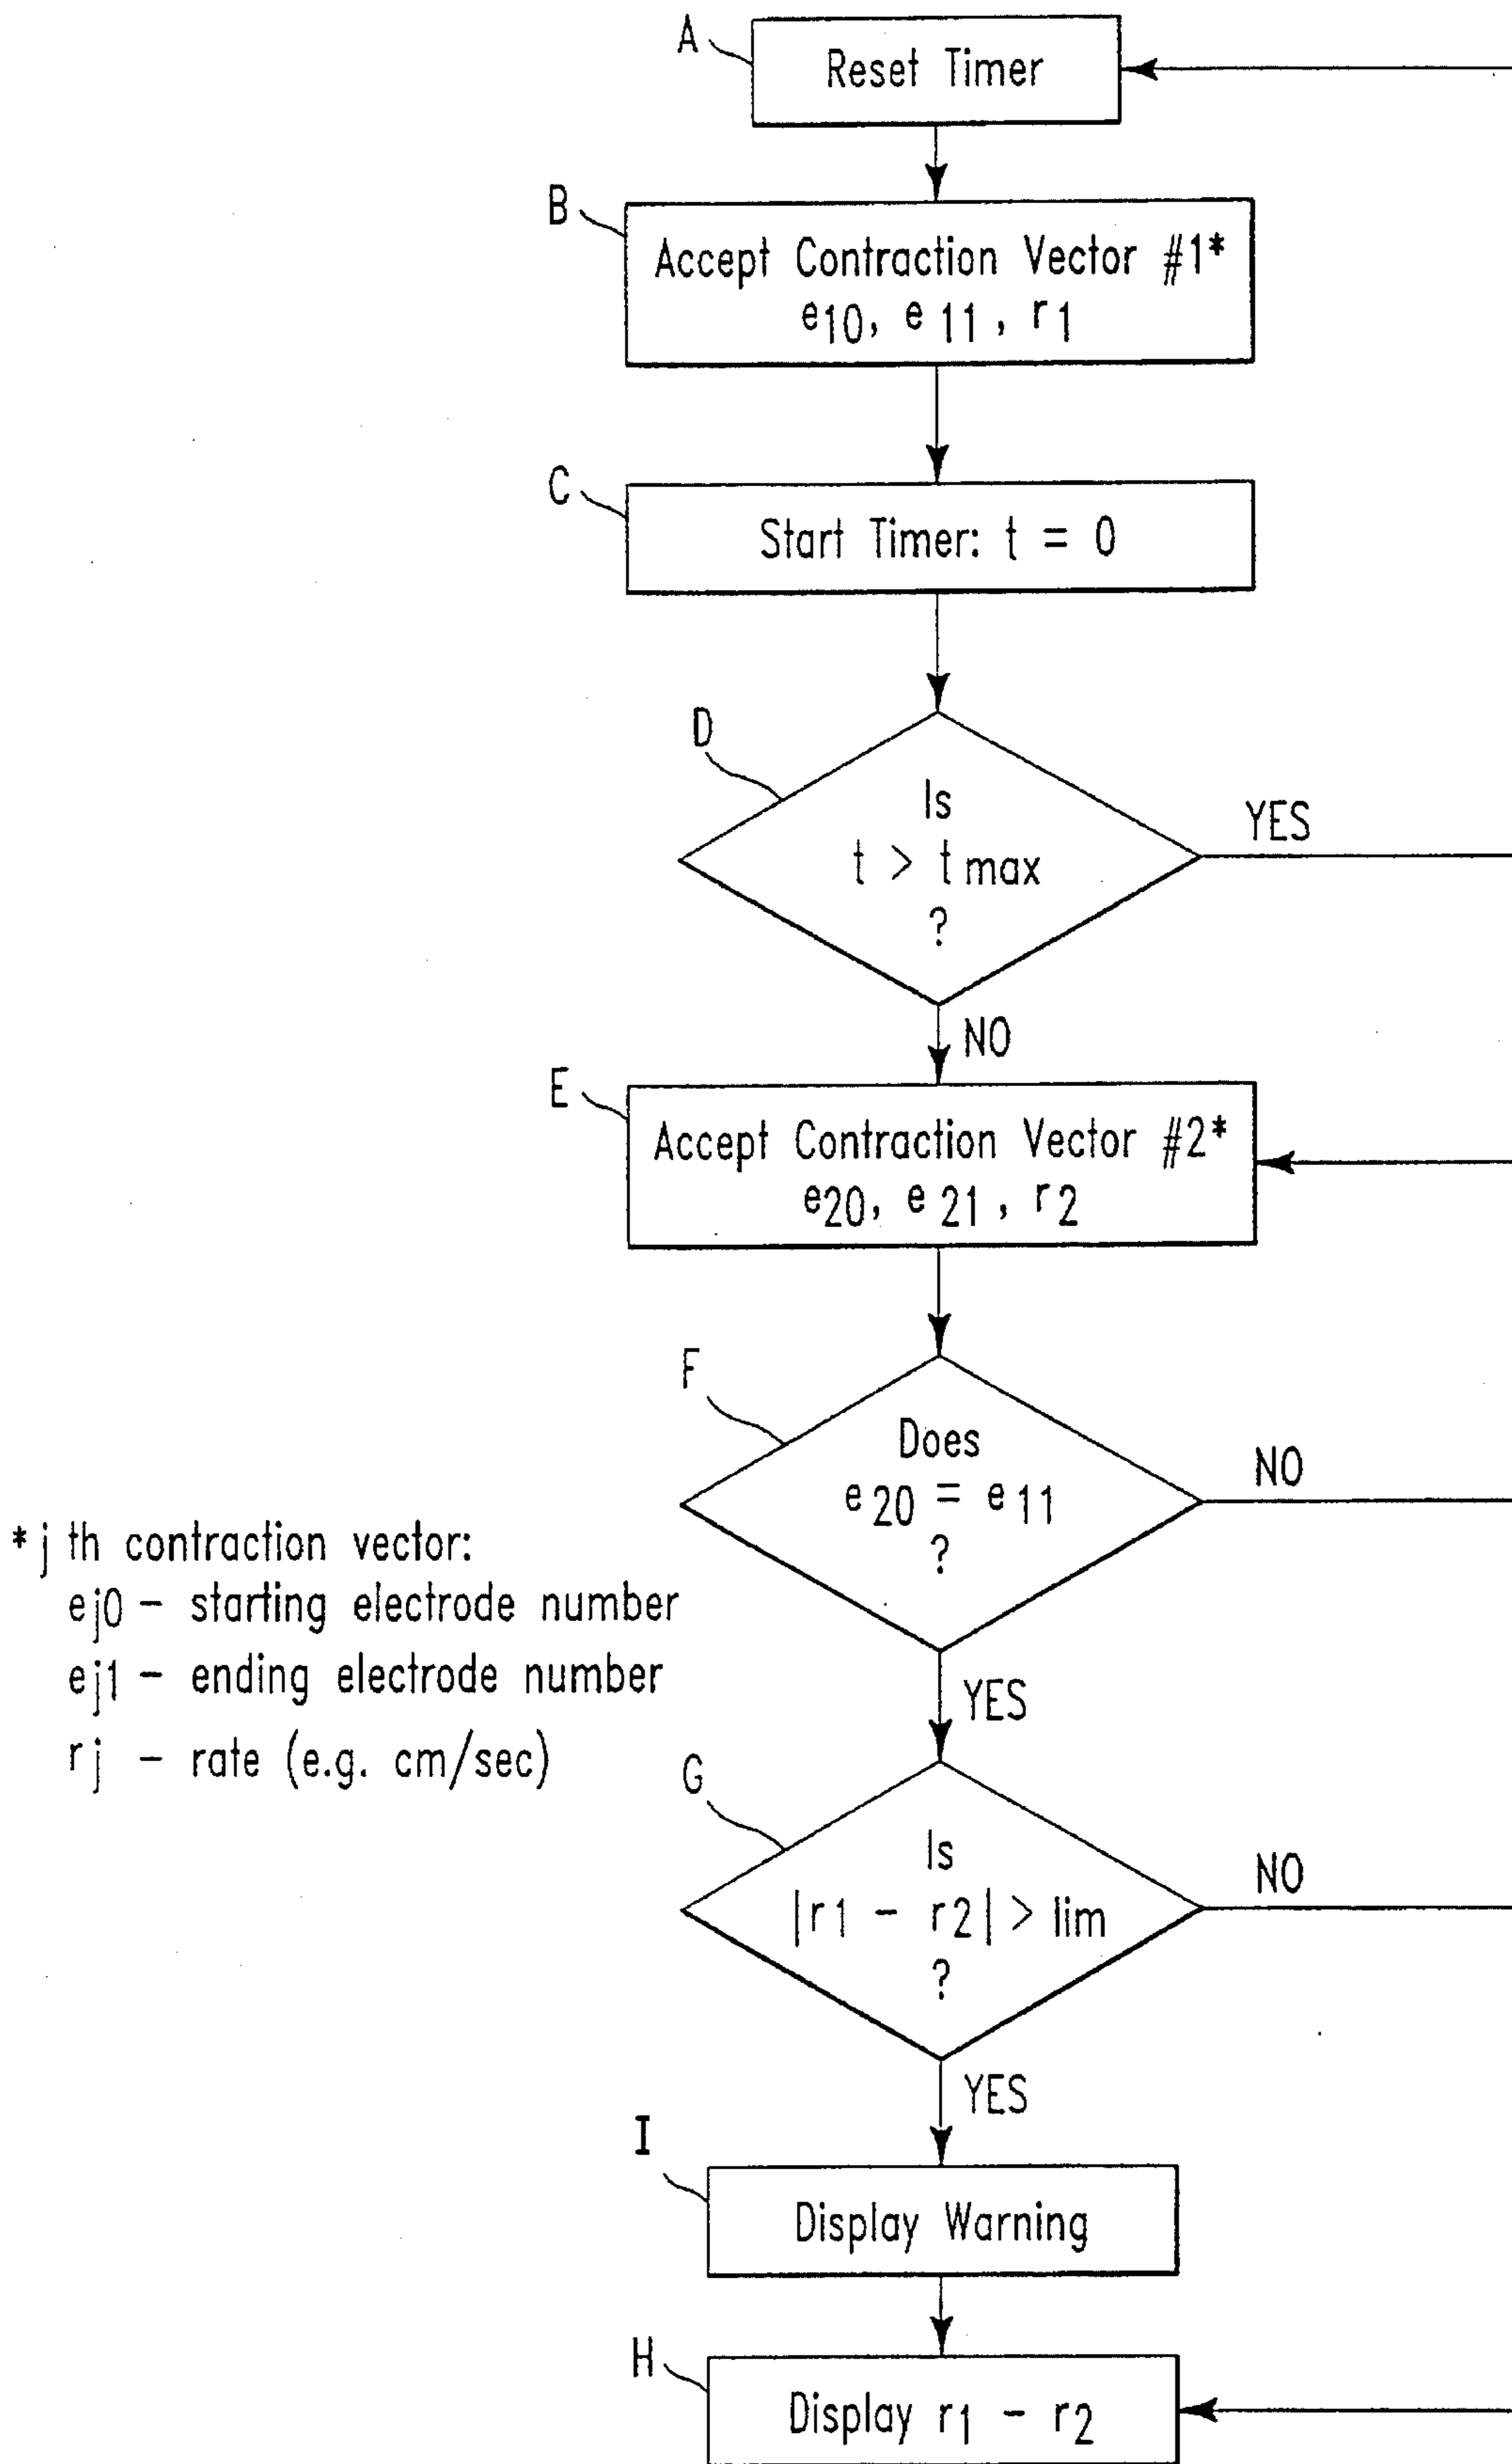 A
Reset Timer
B
Accept Contraction Vector #1*
e10, e11, r1
C
Start Timer: t = 0
D
Is
t > tmax
?
YES
NO
E
Accept Contraction Vector #2*
e20, e21, r2
F
Does
e20 = e11
?
NO
YES
*j th contraction vector:
ej0 – starting electrode number
ej1 – ending electrode number
rj – rate (e.g. cm/sec)
G
Is
|r1 – r2| > lim
?
NO
YES
I
Display Warning
H
Display r1 – r2